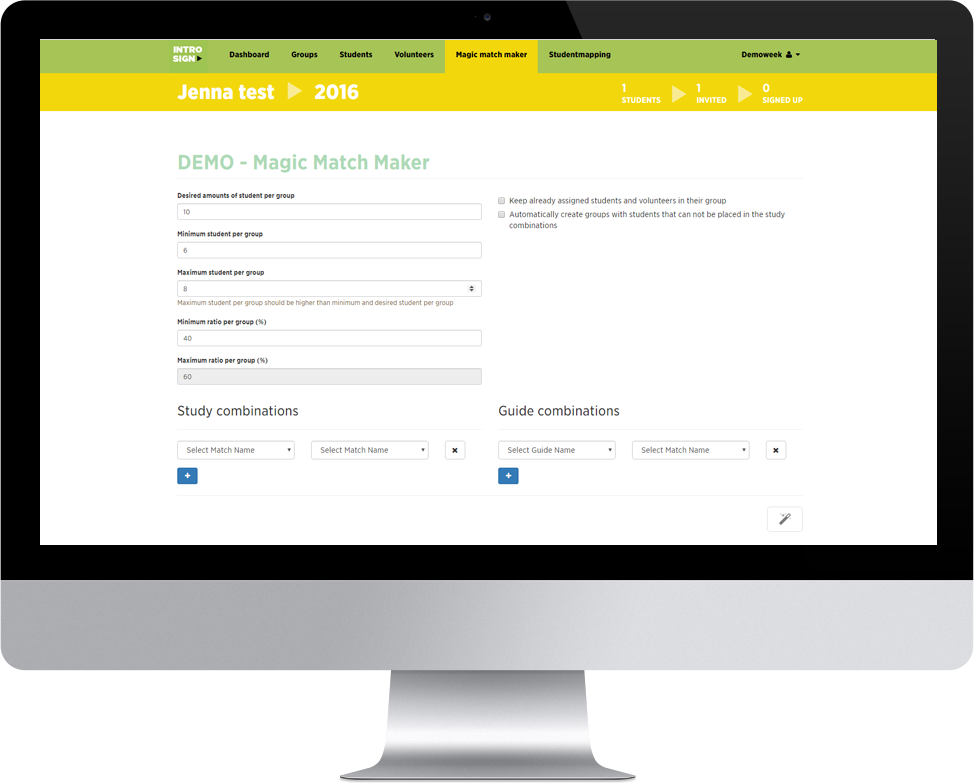 INTRO
SIGN
Dashboard Groups Students Volunteers Magic match maker Studentmapping Demoweek
Jenna test 2016
1 1 0
STUDENTS INVITED SIGNED UP
DEMO - Magic Match Maker
Desired amounts of student per group
10
Minimum student per group
6
Maximum student per group
8
Maximum student per group should be higher than minimum and desired student per group
Minimum ratio per group (%)
40
Maximum ratio per group (%)
60
Keep already assigned students and volunteers in their group
Automatically create groups with students that can not be placed in the study
combinations
Study combinations
Select Match Name Select Match Name
Guide combinations
Select Guide Name Select Match Name